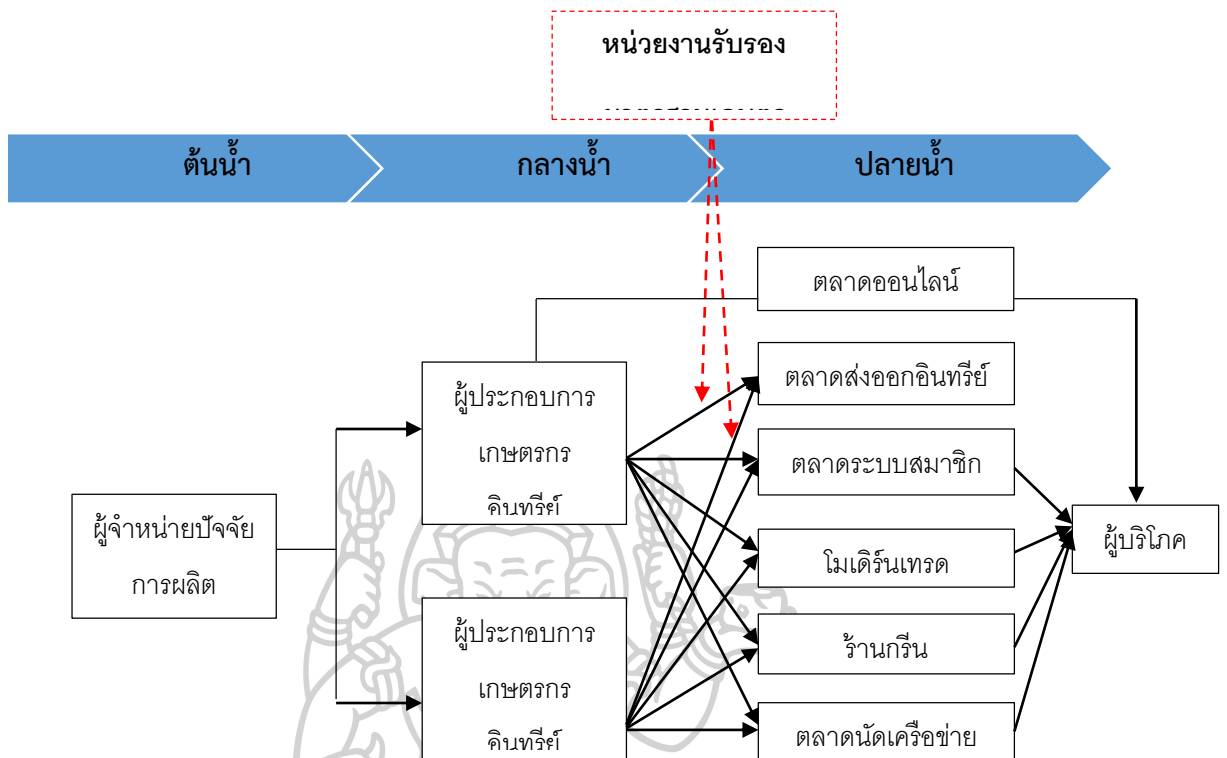 หน่วยงานรับรอง
ต้นน้ำ
กลางน้ำ
ปลายน้ำ
ตลาดออนไลน์
ผู้ประกอบการ
เกษตรกร
อินทรีย์
ตลาดส่งออกอินทรีย์
ตลาดระบบสมาชิก
ผู้จำหน่ายปัจจัย
การผลิต
โมเดิร์นเทรด
ผู้บริโภค
ผู้ประกอบการ
เกษตรกร
อินทรีย์
ร้านกรีน
ตลาดนัดเครือข่าย